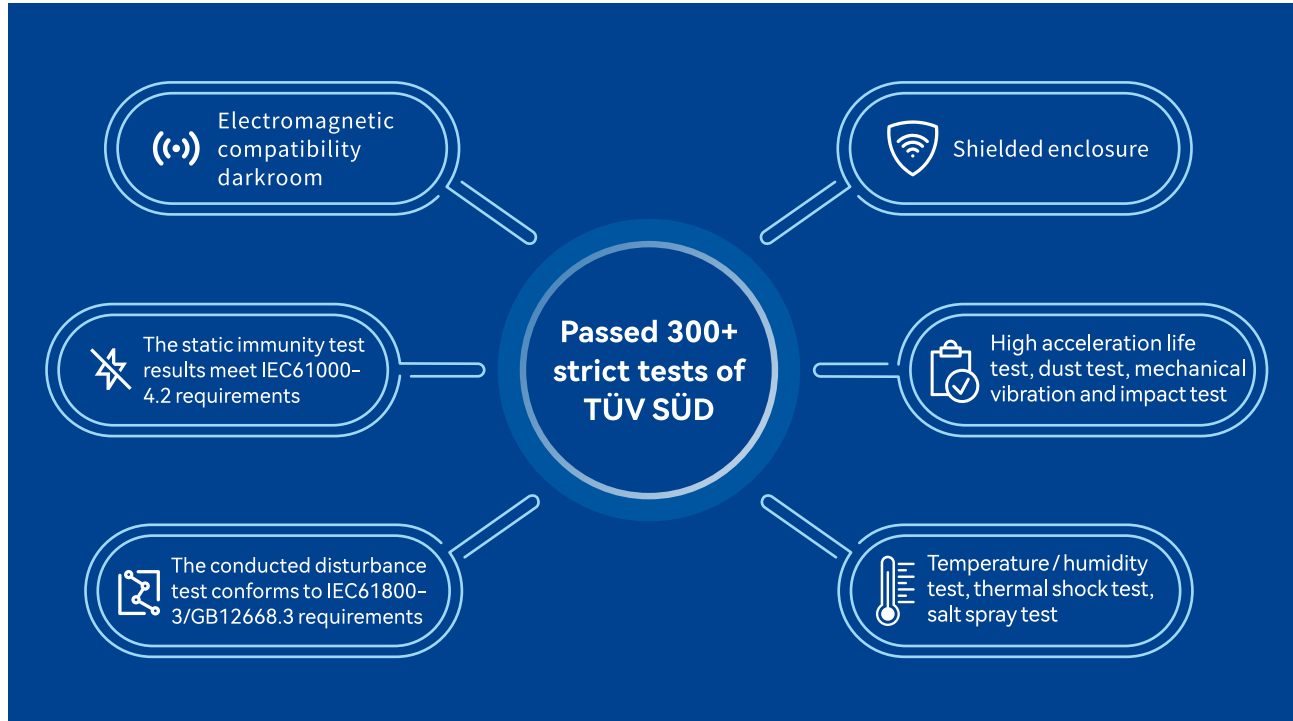 Electromagnetic
compatibility
darkroom
Shielded enclosure
Passed 300+
strict tests of
TÜV SÜD
The static immunity test
results meet IEC61000-
4.2 requirements
High acceleration life
test, dust test, mechanical
vibration and impact test
The conducted disturbance
test conforms to IEC61800-
3/GB12668.3 requirements
Temperature / humidity
test, thermal shock test,
salt spray test